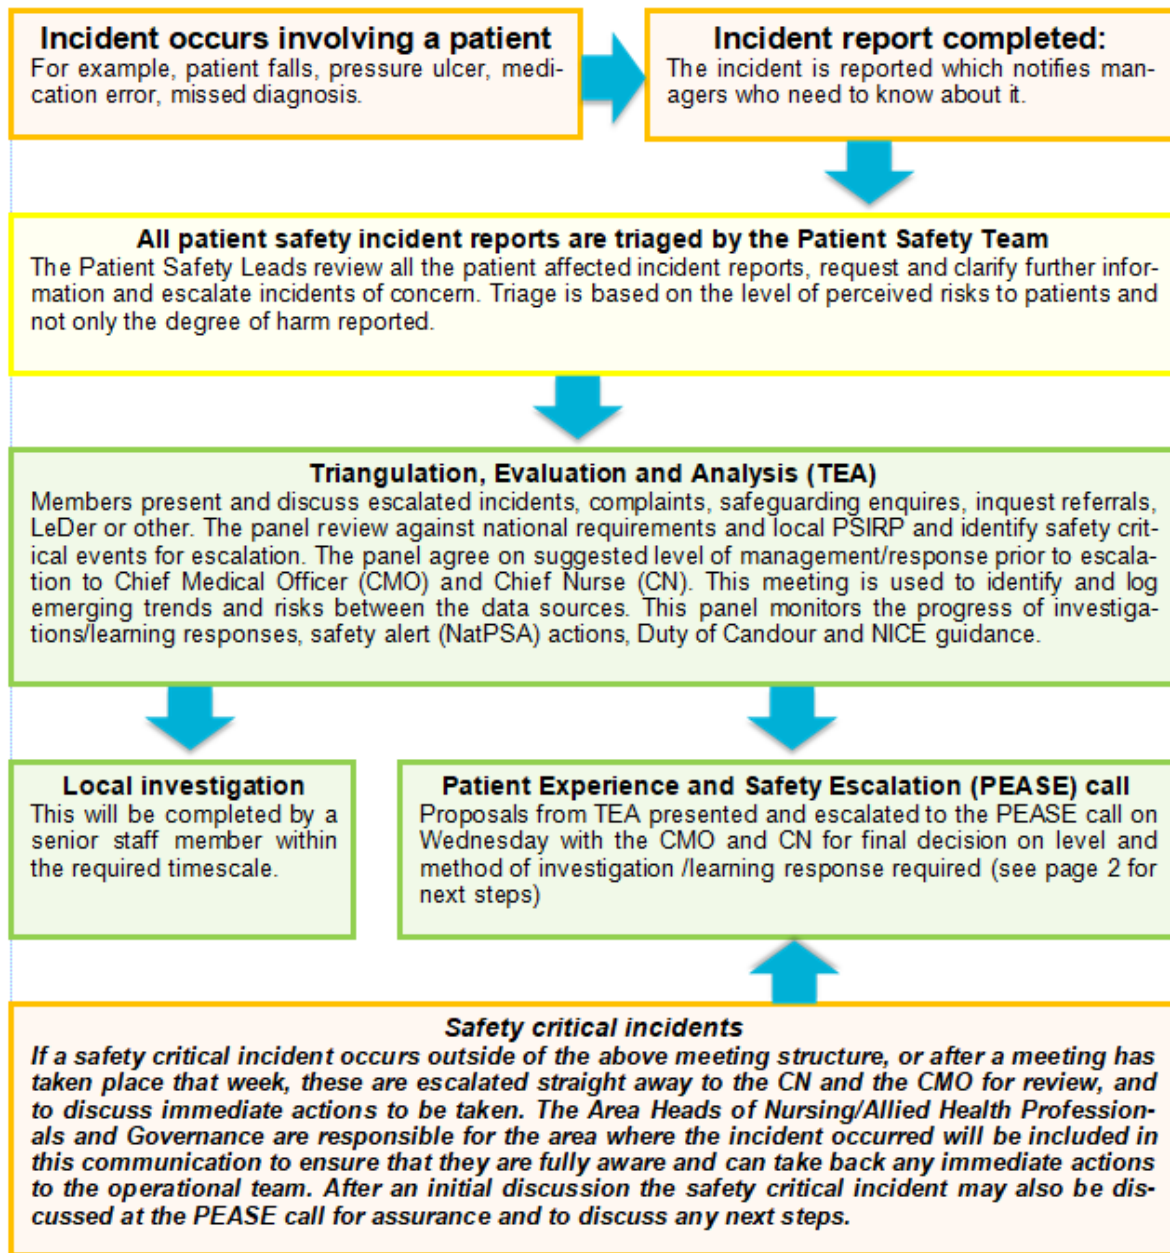 Incident occurs involving a patient
For example, patient falls, pressure ulcer, medi-
cation error, missed diagnosis.
Incident report completed:
The incident is reported which notifies man-
agers who need to know about it.
All patient safety incident reports are triaged by the Patient Safety Team
The Patient Safety Leads review all the patient affected incident reports, request and clarify further infor-
mation and escalate incidents of concern. Triage is based on the level of perceived risks to patients and
not only the degree of harm reported.
Triangulation, Evaluation and Analysis (TEA)
Members present and discuss escalated incidents, complaints, safeguarding enquires, inquest referrals,
LeDer or other. The panel review against national requirements and local PSIRP and identify safety crit-
ical events for escalation. The panel agree on suggested level of management/response prior to escala-
tion to Chief Medical Officer (CMO) and Chief Nurse (CN). This meeting is used to identify and log
emerging trends and risks between the data sources. This panel monitors the progress of investiga-
tions/learning responses, safety alert (NatPSA) actions, Duty of Candour and NICE guidance.
Local investigation
This will be completed by a
senior staff member within
the required timescale.
Patient Experience and Safety Escalation (PEASE) call
Proposals from TEA presented and escalated to the PEASE call on
Wednesday with the CMO and CN for final decision on level and
method of investigation /learning response required (see page 2 for
next steps)
Safety critical incidents
If a safety critical incident occurs outside of the above meeting structure, or after a meeting has
taken place that week, these are escalated straight away to the CN and the CMO for review, and
to discuss immediate actions to be taken. The Area Heads of Nursing/Allied Health Profession-
als and Governance are responsible for the area where the incident occurred will be included in
this communication to ensure that they are fully aware and can take back any immediate actions
to the operational team. After an initial discussion the safety critical incident may also be dis-
cussed at the PEASE call for assurance and to discuss any next steps.